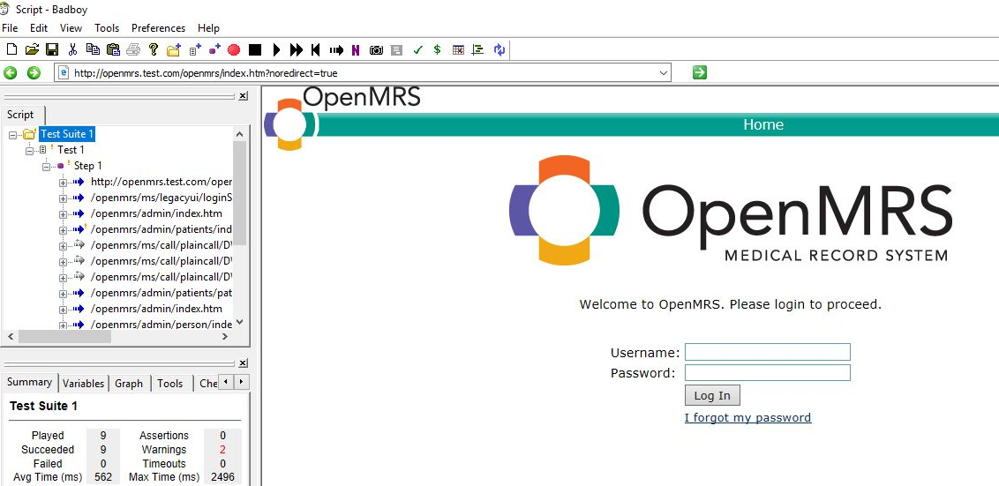 Script - Badboy
File Edit View Tools Preferences Help
http://openmrs.test.com/openmrs/index.htm?noredirect=true
Script
Test Suite 1
Test 1
Step 1
http://openmrs.test.com/oper
/openmrs/ms/legacyui/loginS
/openmrs/admin/index.htm
/openmrs/admin/patients/ind
/openmrs/ms/call/plaincall/D
/openmrs/ms/call/plaincall/D
/openmrs/ms/call/plaincall/D
/openmrs/admin/patients/pat
/openmrs/admin/index.htm
/openmrs/admin/person/inde
Summary Variables Graph Tools Che
Test Suite 1
Played 9 Assertions 0
Succeeded 9 Warnings 2
Failed 0 Timeouts 0
Avg Time (ms) 562 Max Time (ms) 2496
OpenMRS
Home
OpenMRS
MEDICAL RECORD SYSTEM
Welcome to OpenMRS. Please login to proceed.
Username:
Password:
Log In
I forgot my password